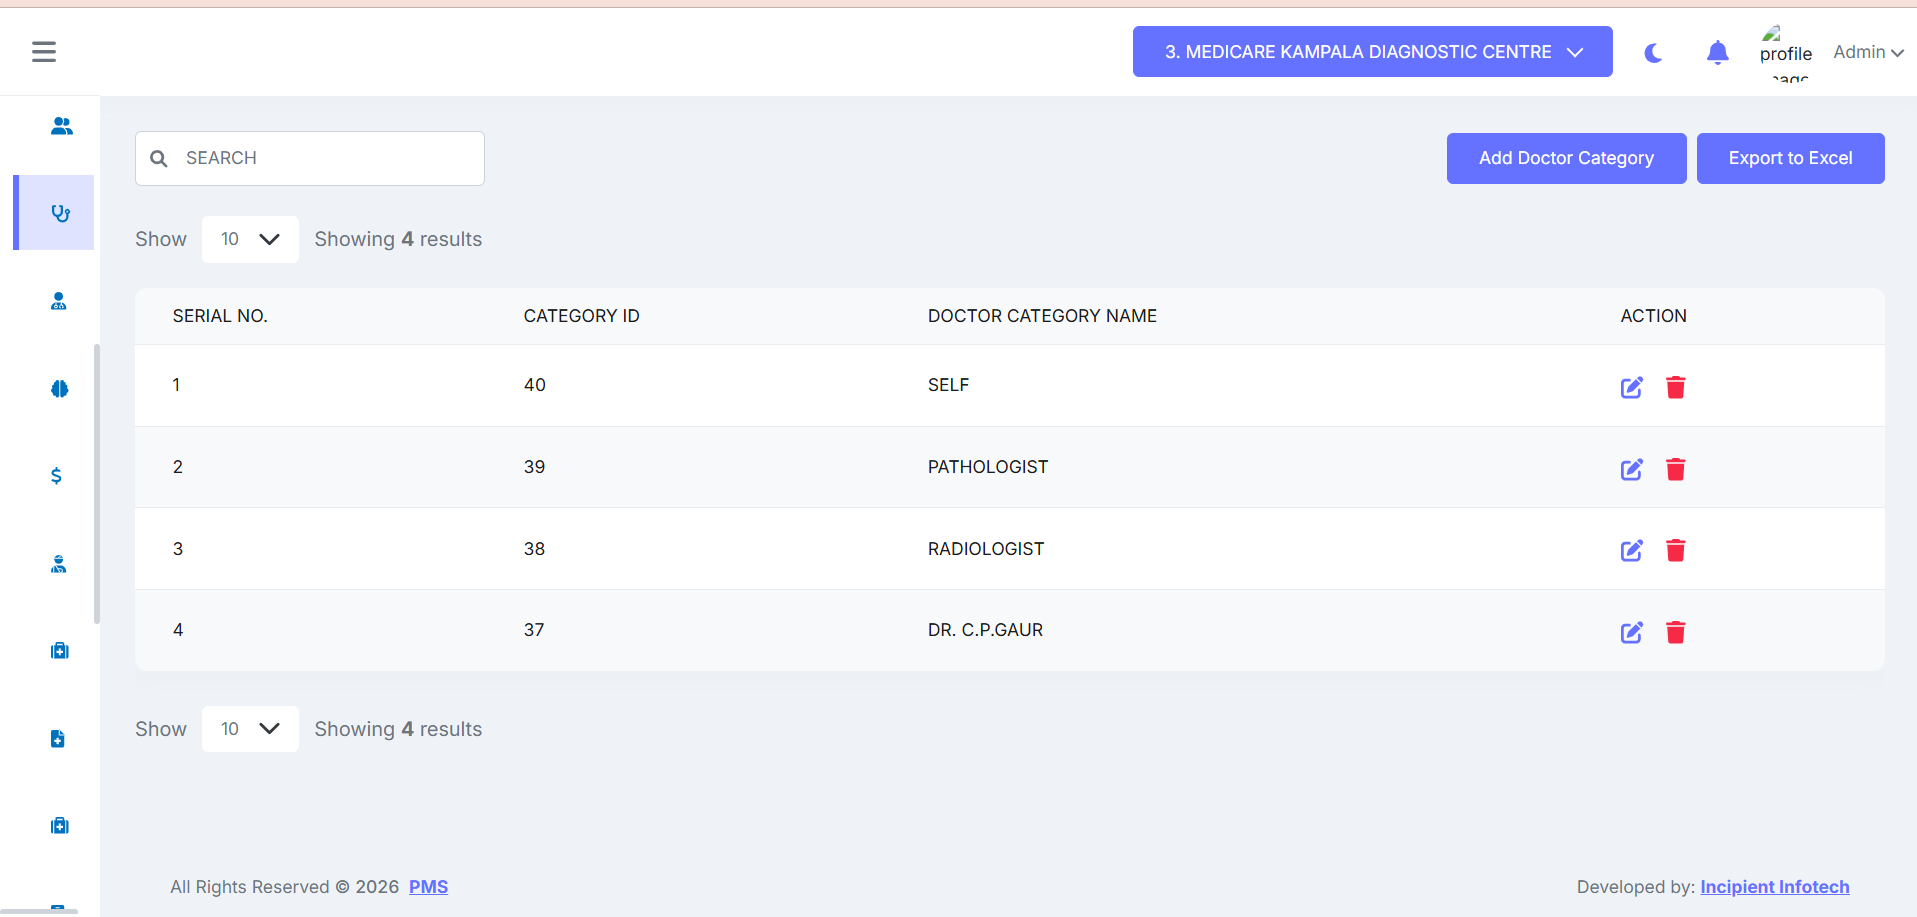 3. MEDICARE KAMPALA DIAGNOSTIC CENTRE
profile
Admin
SEARCH
Add Doctor Category
Export to Excel
Show 10 Showing 4 results
SERIAL NO. CATEGORY ID DOCTOR CATEGORY NAME ACTION
1 40 SELF
2 39 PATHOLOGIST
3 38 RADIOLOGIST
4 37 DR. C.P.GAUR
Show 10 Showing 4 results
All Rights Reserved © 2026 PMS
Developed by: Incipient Infotech